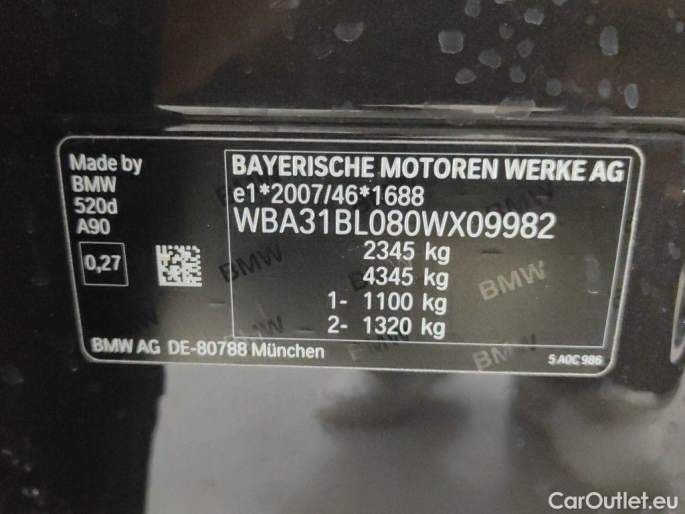 Made by
BMW
520d
A90
0,27
BAYERISCHE MOTOREN WERKE AG
e1*2007/46*1688
WBA31BL080WX09982
2345 kg
4345 kg
1- 1100 kg
2- 1320 kg
BMW AG DE-80788 München
5 A0C 986
BMW
BMW
BMW
BMW
CarOutlet.eu